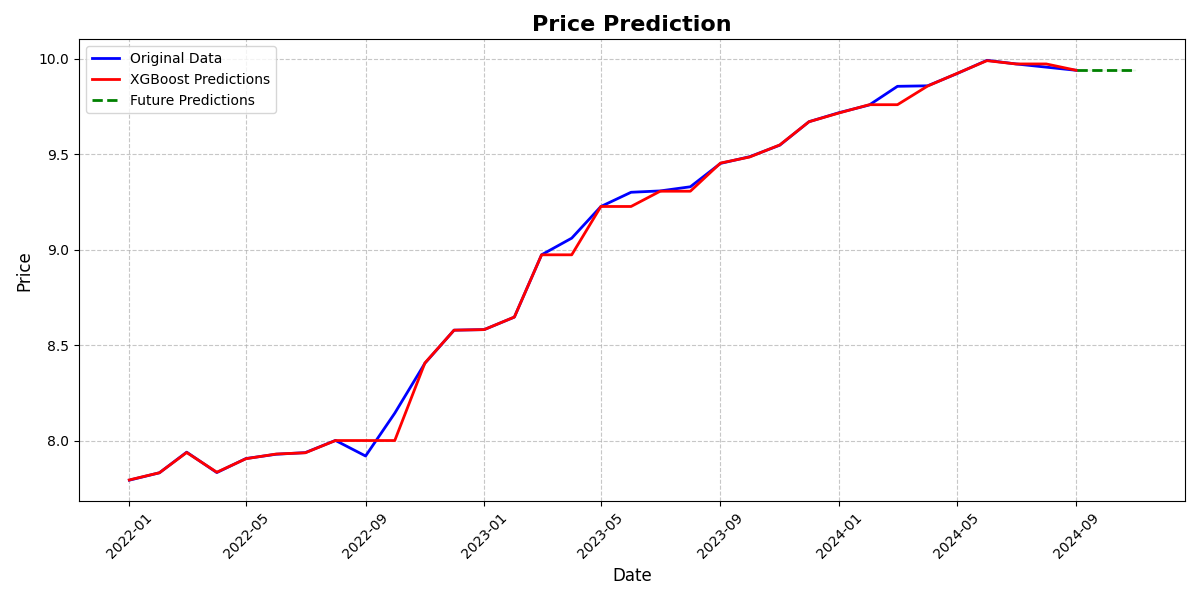 Price Prediction
Original Data
XGBoost Predictions
Future Predictions
Price
10.0
9.5
9.0
8.5
8.0
2022-01
2022-05
2022-09
2023-01
2023-05
2023-09
2024-01
2024-05
2024-09
Date